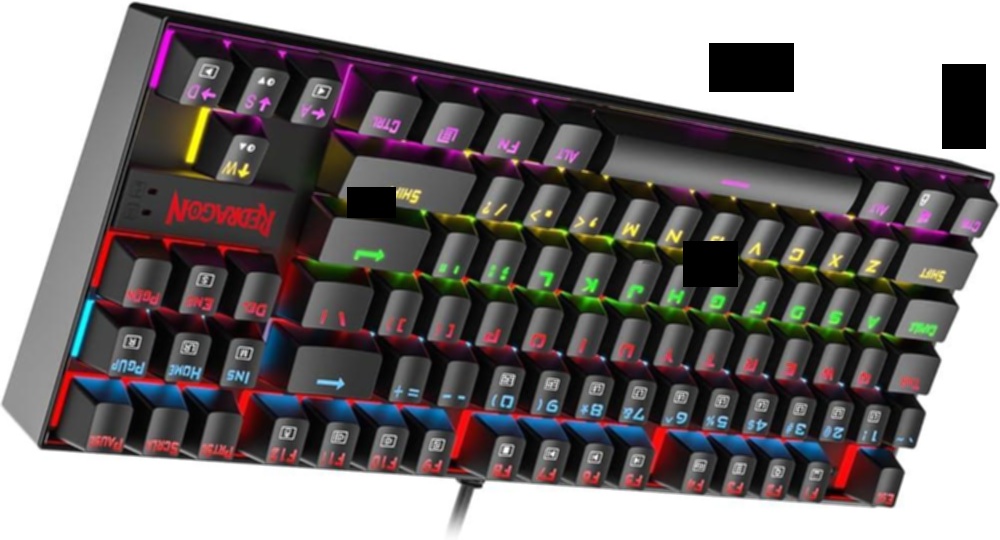 ESC F1 F2 F3 F4 F5 F6 F7 F8 F9 F10 F11 F12 PRTSC SCRLK PAUSE
1! 2@ 3# 4$ 5% 6^ 7& 8* 9( 0) -_ =+ INS HOME PGUP
TAB Q W E R T Y U I O P [{ ]} \| DEL END PGDN
A S D F G H J K L ;: '"
REDRAGON
SHIFT Z X C V N M ,< .> /? SHIFT
↑W
CTRL ALT ALT FN CTRL ←A ↓S →D